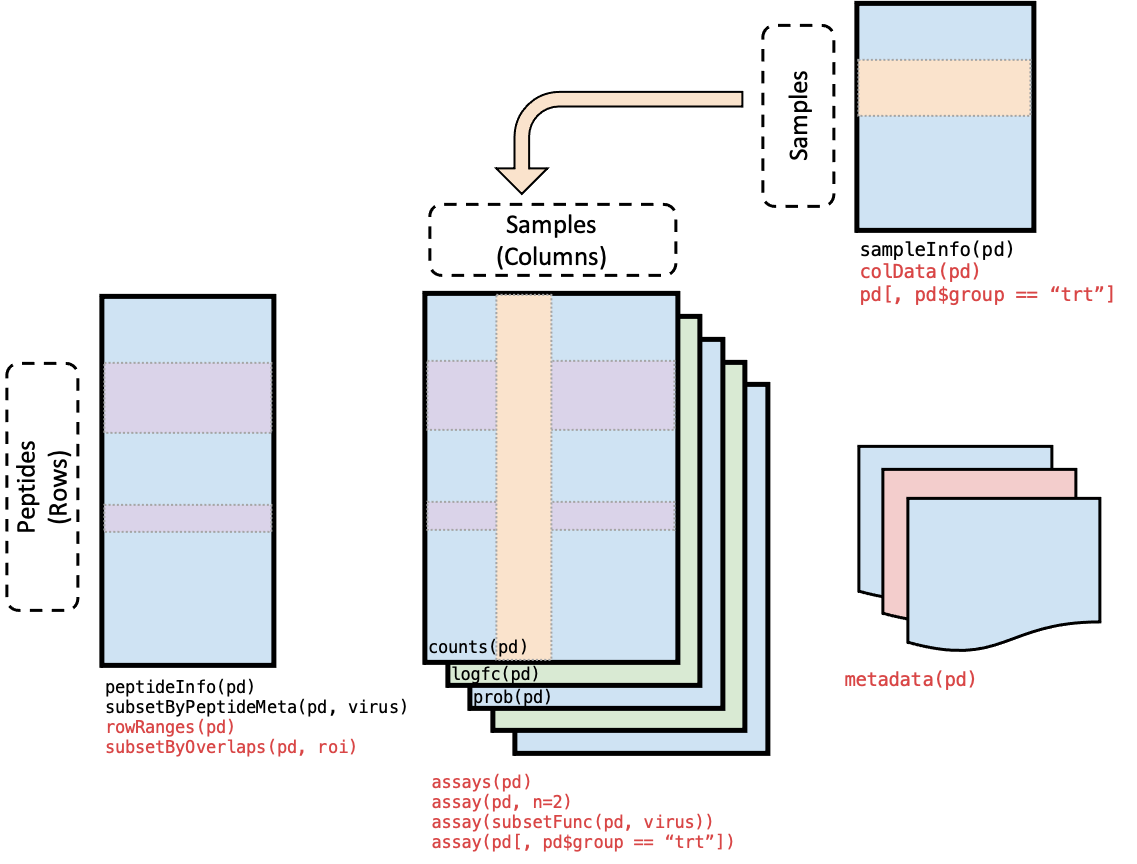 Samples
sampleInfo(pd)
colData(pd)
pd[, pd$group == “trt”]
Samples
(Columns)
Peptides
(Rows)
counts(pd)
logfc(pd)
prob(pd)
peptideInfo(pd)
subsetByPeptideMeta(pd, virus)
rowRanges(pd)
subsetByOverlaps(pd, roi)
metadata(pd)
assays(pd)
assay(pd, n=2)
assay(subsetFunc(pd, virus))
assay(pd[, pd$group == “trt”])